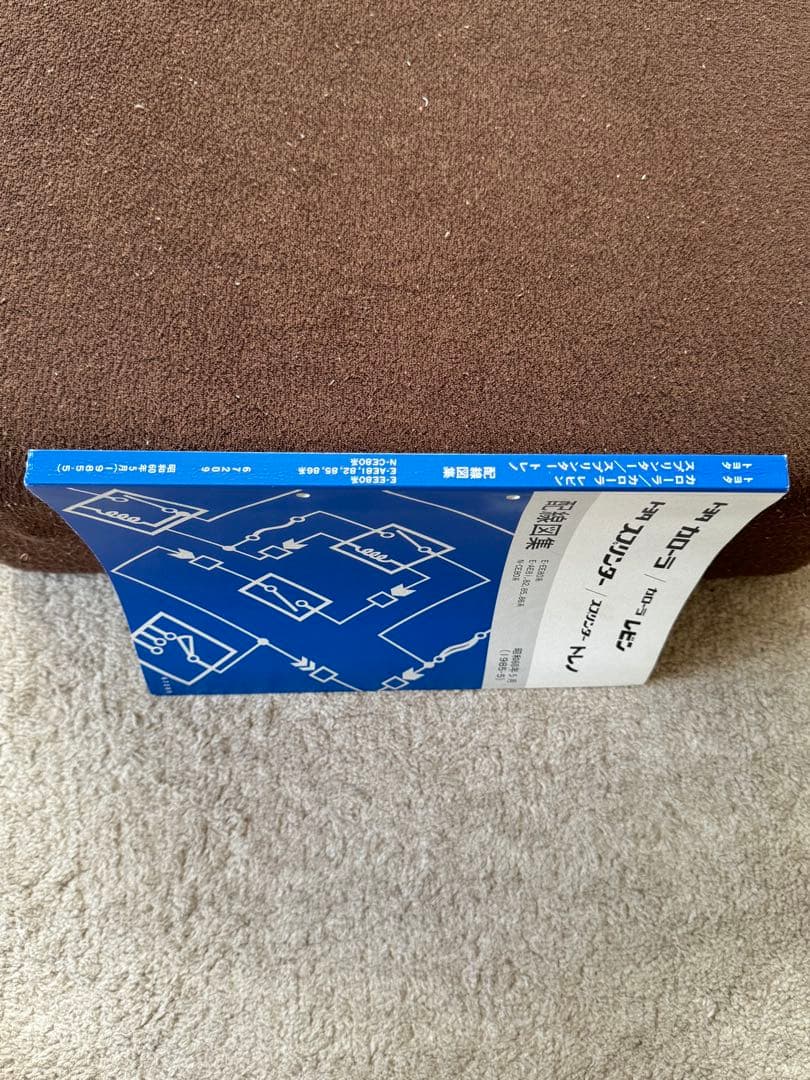 トヨタ
カローラ/カローラ レビン
スプリンター/スプリンター トレノ
配線図集
E-EE80系
E-AE81,82,85,86系
N-CE80系
67209
昭和60年5月(1985-5)
トヨタ カローラ / カローラ レビン
トヨタ スプリンター / スプリンター トレノ
配線図集
E-EE80系
E-AE81,82,85,86系
N-CE80系
昭和60年5月
(1985-5)
67209